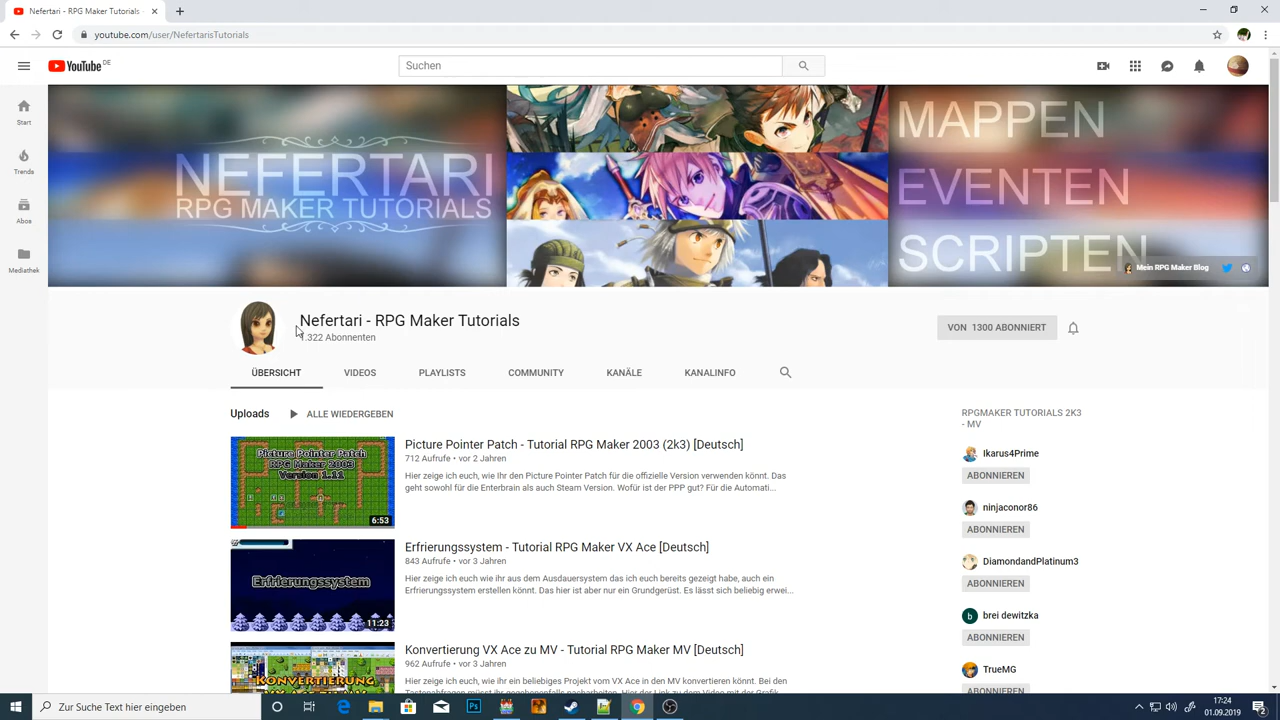 Nefertari - RPG Maker Tutorials
youtube.com/user/NefertarisTutorials
YouTube DE
Suchen
Start
Trends
Abos
Mediathek
NEFERTARI
RPG MAKER TUTORIALS
MAPPEN
EVENTEN
SCRIPTEN
Mein RPG Maker Blog
Nefertari - RPG Maker Tutorials
1.322 Abonnenten
VON 1300 ABONNIERT
ÜBERSICHT VIDEOS PLAYLISTS COMMUNITY KANÄLE KANALINFO
Uploads ALLE WIEDERGEBEN
Picture Pointer Patch
RPG Maker 2003
Version 1.11
6:53
Picture Pointer Patch - Tutorial RPG Maker 2003 (2k3) [Deutsch]
712 Aufrufe • vor 2 Jahren
Hier zeige ich euch, wie Ihr den Picture Pointer Patch für die offizielle Version verwenden könnt. Das
geht sowohl für die Enterbrain als auch Steam Version. Wofür ist der PPP gut? Für die Automati...
Erfrierungssystem
11:23
Erfrierungssystem - Tutorial RPG Maker VX Ace [Deutsch]
843 Aufrufe • vor 3 Jahren
Hier zeige ich euch wie ihr aus dem Ausdauersystem das ich euch bereits gezeigt habe, auch ein
Erfrierungssystem erstellen könnt. Das hier ist aber nur ein Grundgerüst. Es lässt sich beliebig erwei...
KONVERTIERUNG
Konvertierung VX Ace zu MV - Tutorial RPG Maker MV [Deutsch]
962 Aufrufe • vor 3 Jahren
Hier zeige ich euch, wie ihr ein beliebiges Projekt vom VX Ace in den MV konvertieren könnt. Bei den
RPGMAKER TUTORIALS 2K3
- MV
Ikarus4Prime
ABONNIEREN
ninjaconor86
ABONNIEREN
DiamondandPlatinum3
ABONNIEREN
b
brei dewitzka
ABONNIEREN
TrueMG
ABONNIEREN
Zur Suche Text hier eingeben
17:24
01.09.2019
2